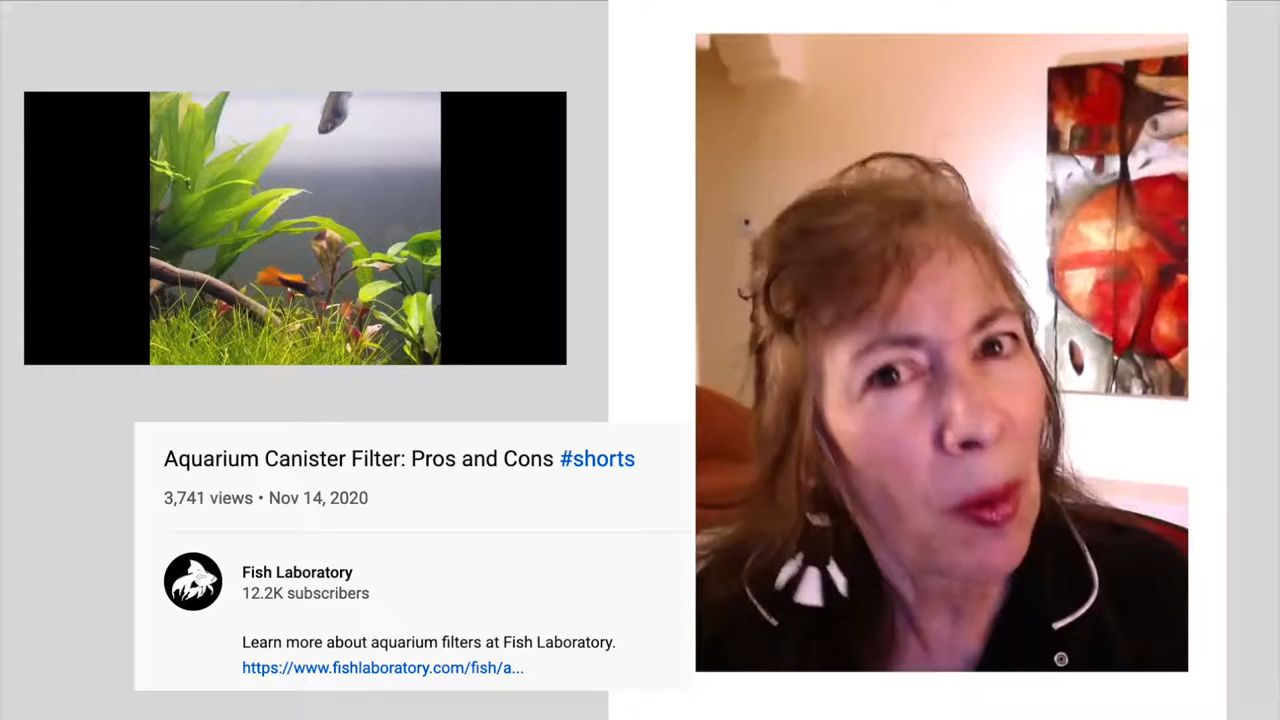 Aquarium Canister Filter: Pros and Cons #shorts
3,741 views • Nov 14, 2020
Fish Laboratory
12.2K subscribers
Learn more about aquarium filters at Fish Laboratory.
https://www.fishlaboratory.com/fish/a...